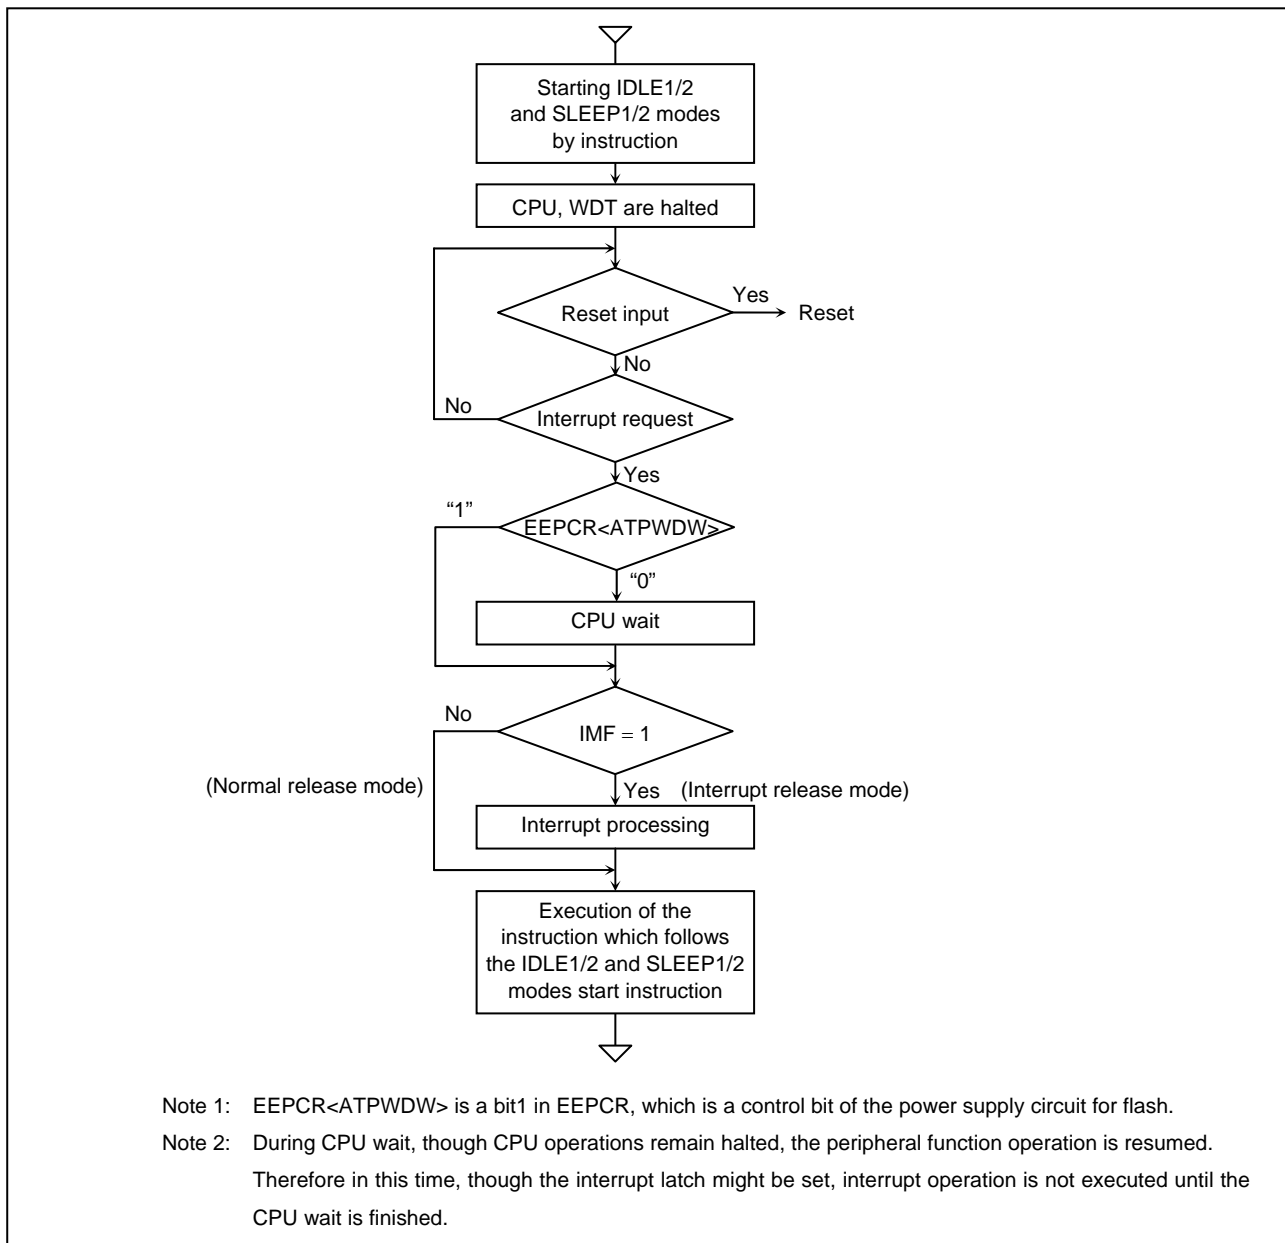 Starting IDLE1/2
and SLEEP1/2 modes
by instruction
CPU, WDT are halted
Reset input
Yes
Reset
No
Interrupt request
No
Yes
EEPCR<ATPWDW>
“1”
“0”
CPU wait
IMF = 1
No
(Normal release mode)
Yes
(Interrupt release mode)
Interrupt processing
Execution of the
instruction which follows
the IDLE1/2 and SLEEP1/2
modes start instruction
Note 1: EEPCR<ATPWDW> is a bit1 in EEPCR, which is a control bit of the power supply circuit for flash.
Note 2: During CPU wait, though CPU operations remain halted, the peripheral function operation is resumed.
Therefore in this time, though the interrupt latch might be set, interrupt operation is not executed until the
CPU wait is finished.